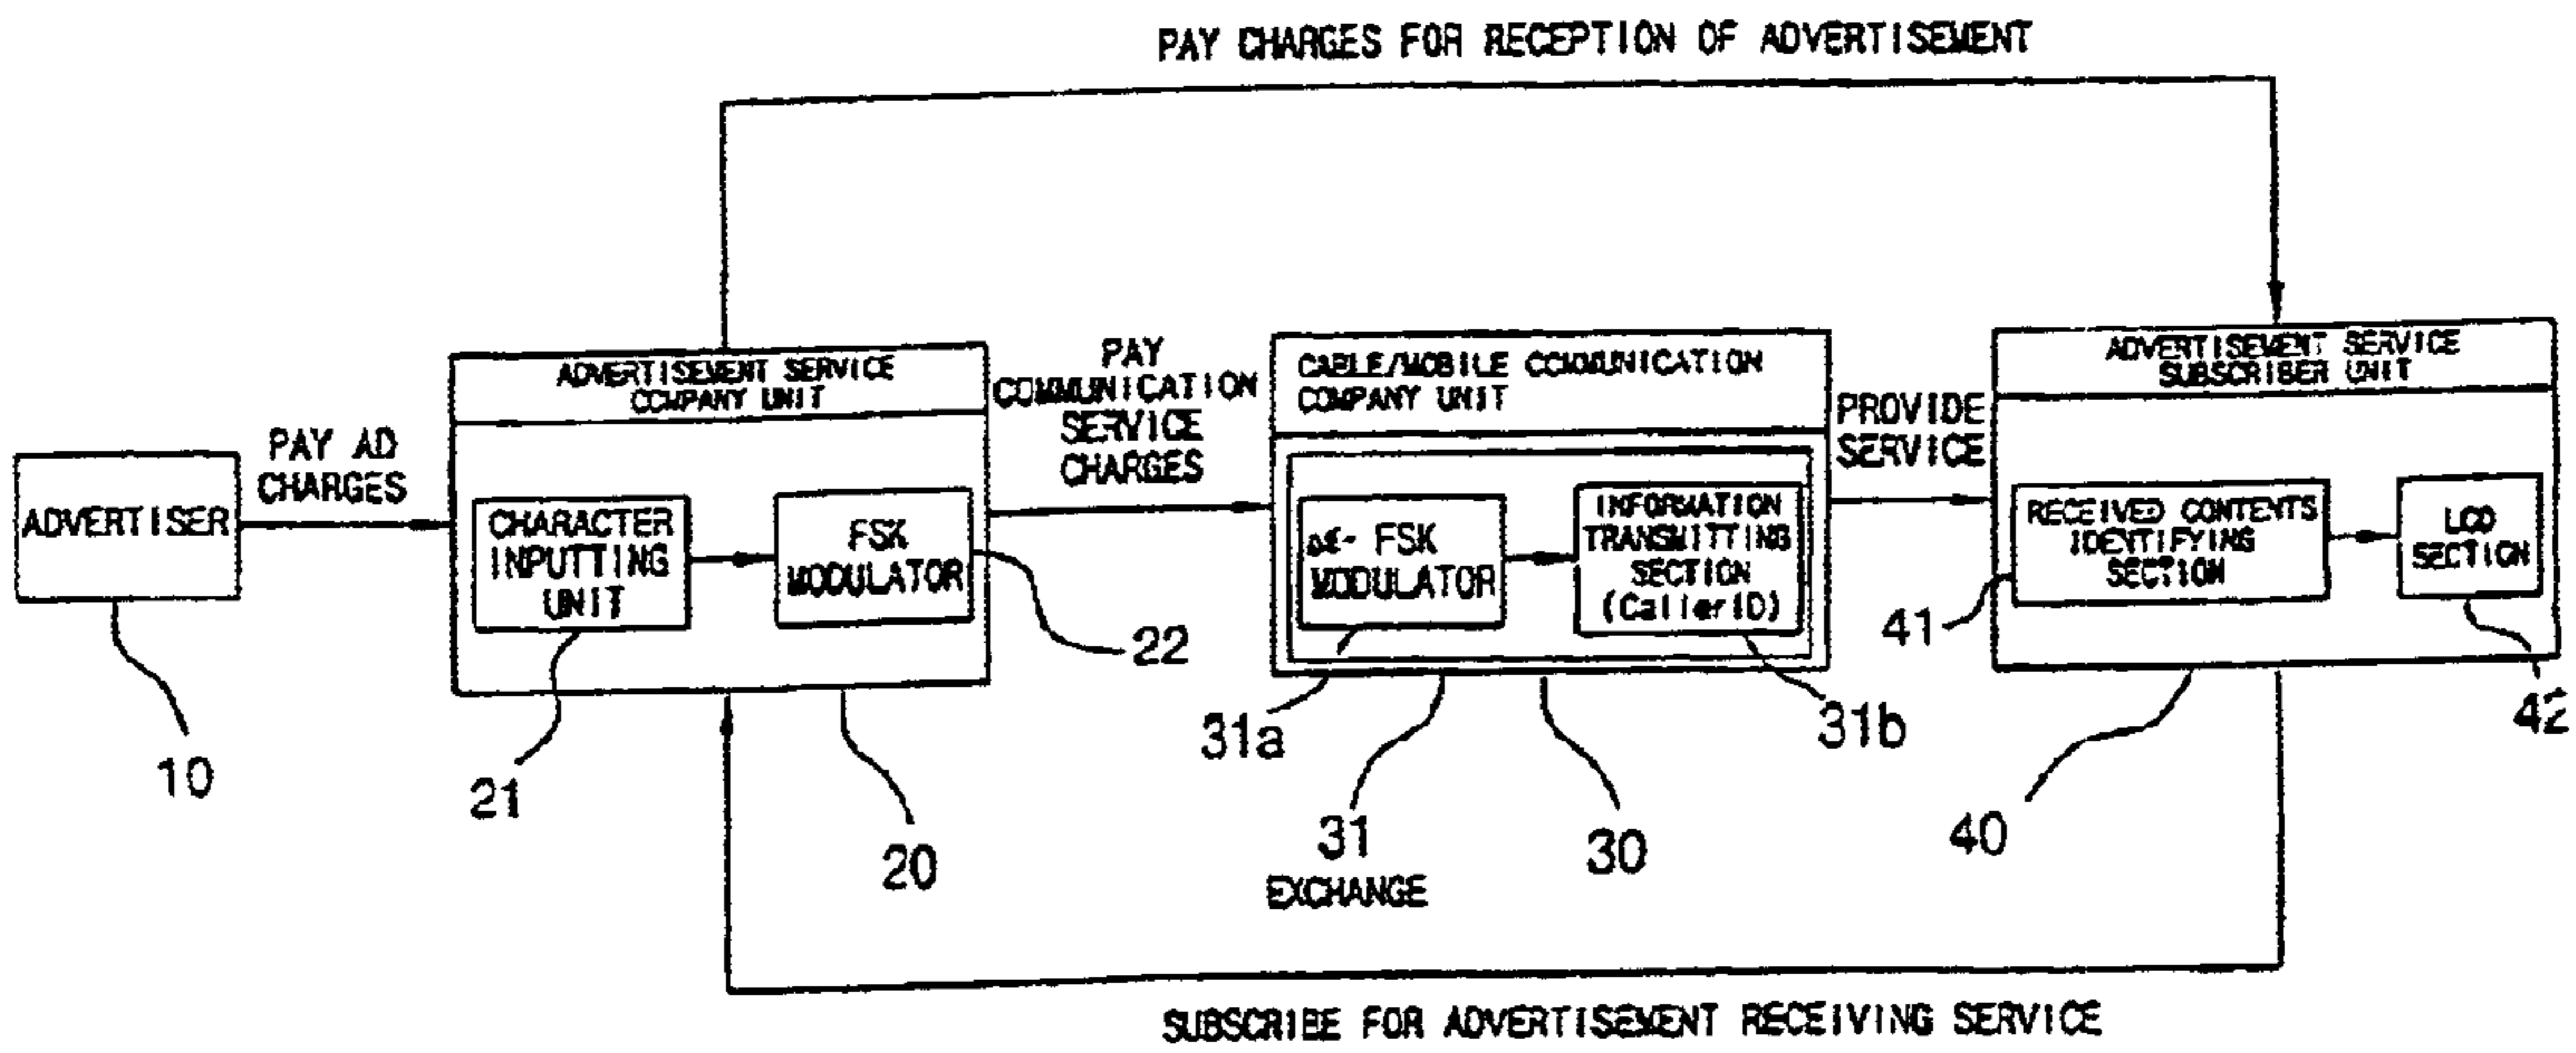 PAY CHARGES FOR RECEPTION OF ADVERTISEMENT
ADVERTISEMENT SERVICE
COMPANY UNIT
PAY
COMMUNICATION
SERVICE
CHARGES
CABLE/MOBILE COMMUNICATION
COMPANY UNIT
PROVIDE
SERVICE
ADVERTISEMENT SERVICE
SUBSCRIBER UNIT
ADVERTISER
PAY AD
CHARGES
CHARACTER
INPUTTING
UNIT
FSK
MODULATOR
DE- FSK
MODULATOR
INFORMATION
TRANSMITTING
SECTION
(CallerID)
RECEIVED CONTENTS
IDENTIFYING
SECTION
LCD
SECTION
10
21
20
22
31a
31
EXCHANGE
30
31b
41
40
42
SUBSCRIBE FOR ADVERTISEMENT RECEIVING SERVICE